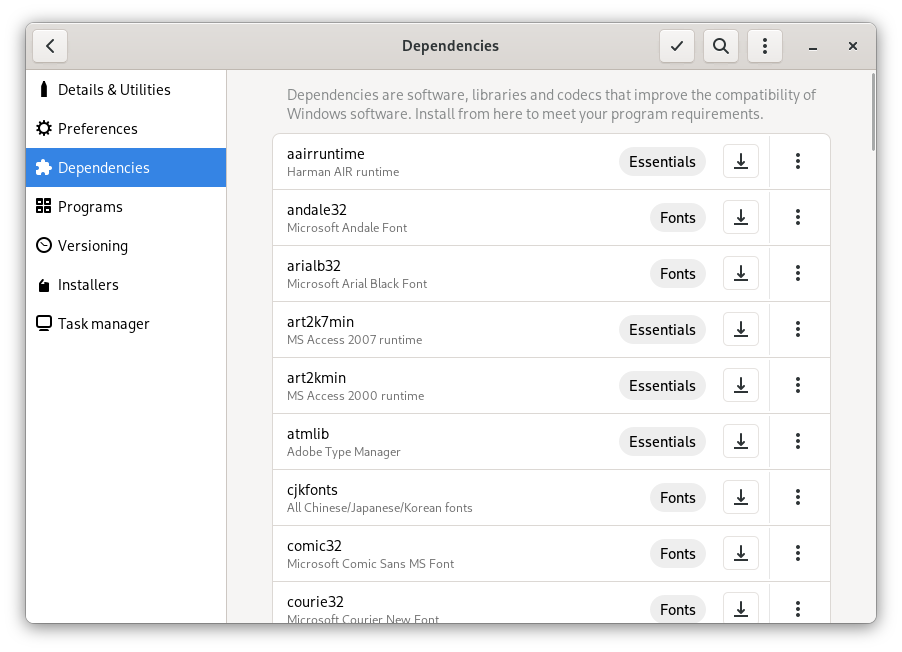 Dependencies
Details & Utilities
Preferences
Dependencies
Programs
Versioning
Installers
Task manager
Dependencies are software, libraries and codecs that improve the compatibility of
Windows software. Install from here to meet your program requirements.
aairruntime
Harman AIR runtime
Essentials
andale32
Microsoft Andale Font
Fonts
arialb32
Microsoft Arial Black Font
Fonts
art2k7min
MS Access 2007 runtime
Essentials
art2kmin
MS Access 2000 runtime
Essentials
atmlib
Adobe Type Manager
Essentials
cjkfonts
All Chinese/Japanese/Korean fonts
Fonts
comic32
Microsoft Comic Sans MS Font
Fonts
courie32
Microsoft Courier New Font
Fonts